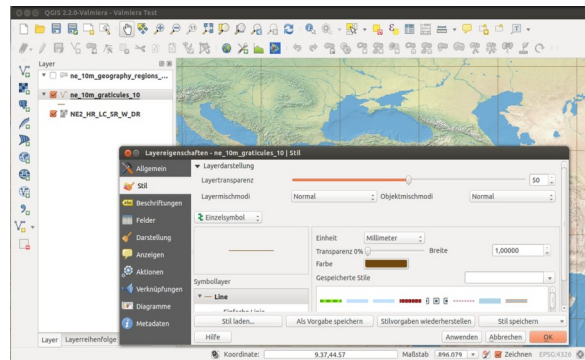 QGIS 2.2.0-Valmiera - Valmiera Test
Layer
ne_10m_geography_regions_...
ne_10m_graticules_10
NE2_HR_LC_SR_W_DR
Layereigenschaften - ne_10m_graticules_10 | Stil
Allgemein
Stil
Beschriftungen
Felder
Darstellung
Anzeigen
Aktionen
Verknüpfungen
Diagramme
Metadaten
Layerdarstellung
Layertransparenz
50
Layermischmodi
Normal
Objektmischmodi
Normal
Einzelsymbol
Einheit
Millimeter
Transparenz 0%
Breite
1,00000
Farbe
Gespeicherte Stile
Symbollayer
Line
Einfache Linie
Stil laden...
Als Vorgabe speichern
Stilvorgaben wiederherstellen
Stil speichern
Hilfe
Anwenden
Abbrechen
OK
Layer
Layerreihenfolge
Koordinate:
9.37,44.57
Maßstab
896.079
Zeichnen
EPSG:4326